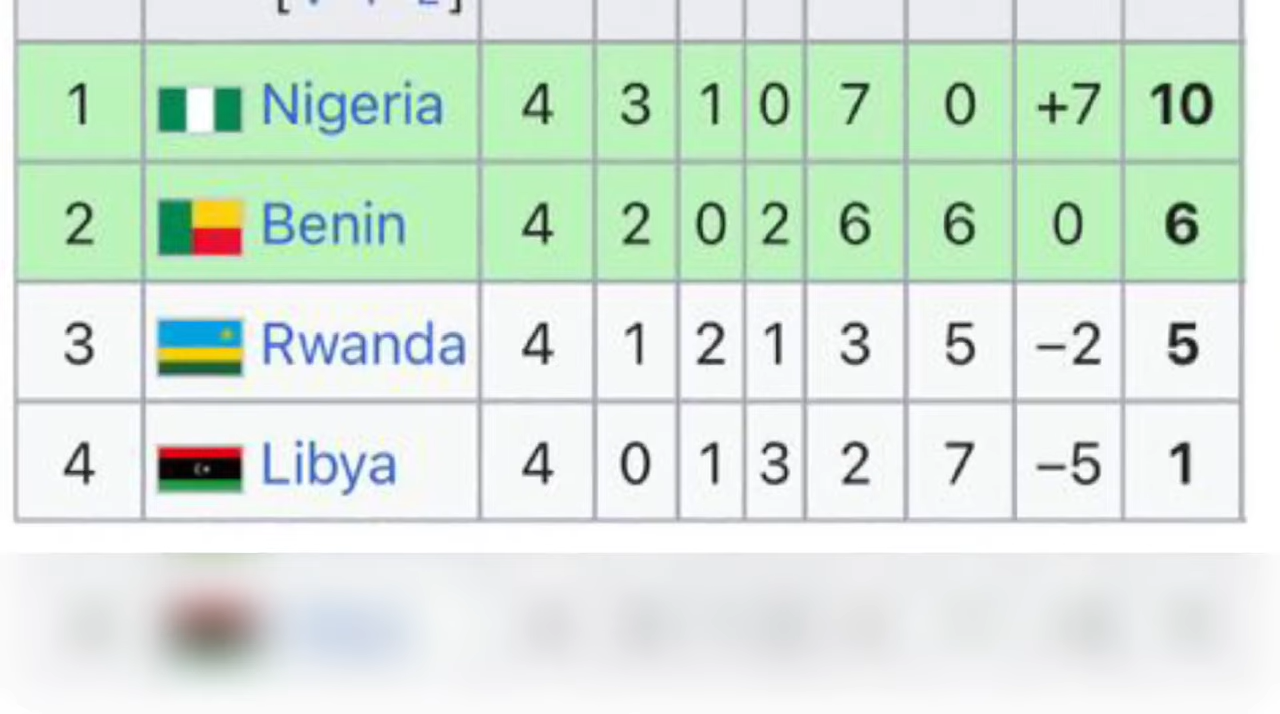 1 Nigeria 4 3 1 0 7 0 +7 10
2 Benin 4 2 0 2 6 6 0 6
3 Rwanda 4 1 2 1 3 5 −2 5
4 Libya 4 0 1 3 2 7 −5 1